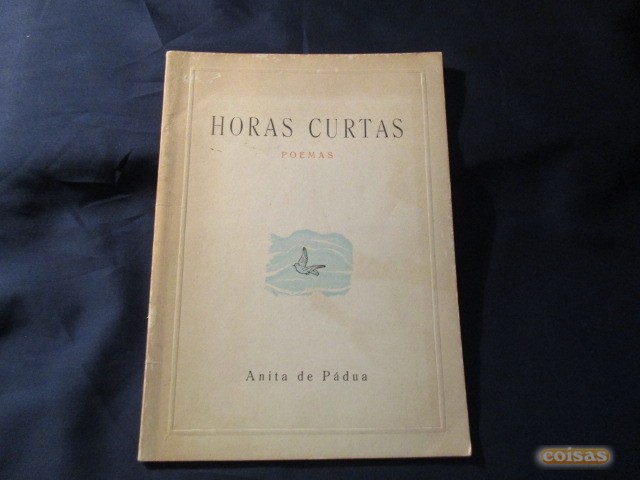 HORAS CURTAS
POEMAS
Anita de Pádua
coisas